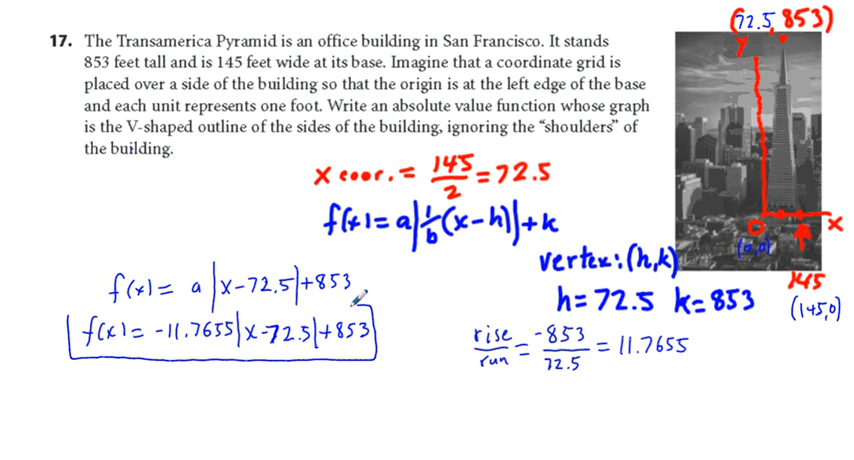 (72.5, 853)
17. The Transamerica Pyramid is an office building in San Francisco. It stands
853 feet tall and is 145 feet wide at its base. Imagine that a coordinate grid is
placed over a side of the building so that the origin is at the left edge of the base
and each unit represents one foot. Write an absolute value function whose graph
is the V-shaped outline of the sides of the building, ignoring the “shoulders” of
the building.
Y
X coor. = 145/2 = 72.5
f(x) = a|1/b(x-h)|+k
O
X
(0,0)
145
(145,0)
vertex: (h,k)
h = 72.5 k = 853
f(x) = a|x-72.5|+853
f(x) = -11.7655|x-72.5|+853
rise/run = -853/72.5 = 11.7655